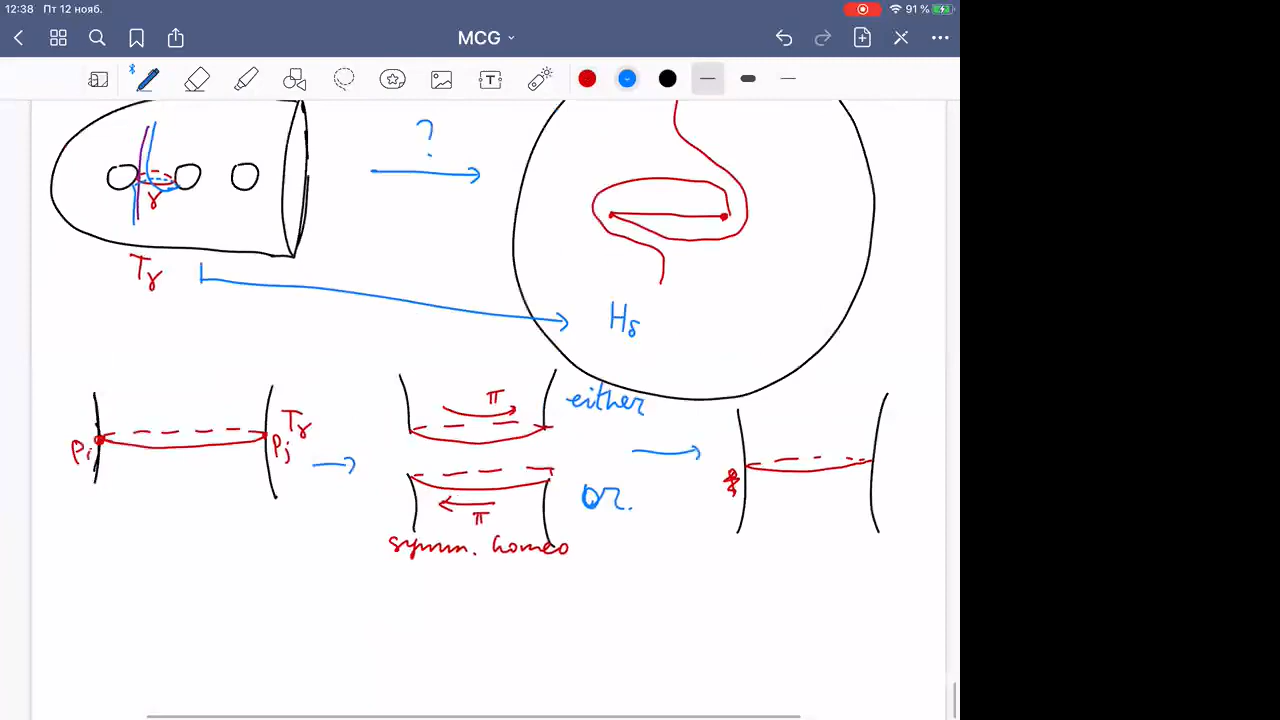 12:38 Пт 12 нояб.
91 %
MCG
T
?
γ
Tγ
Hδ
Pi
Tγ
Pj
π
either
π
or.
symm. homeo